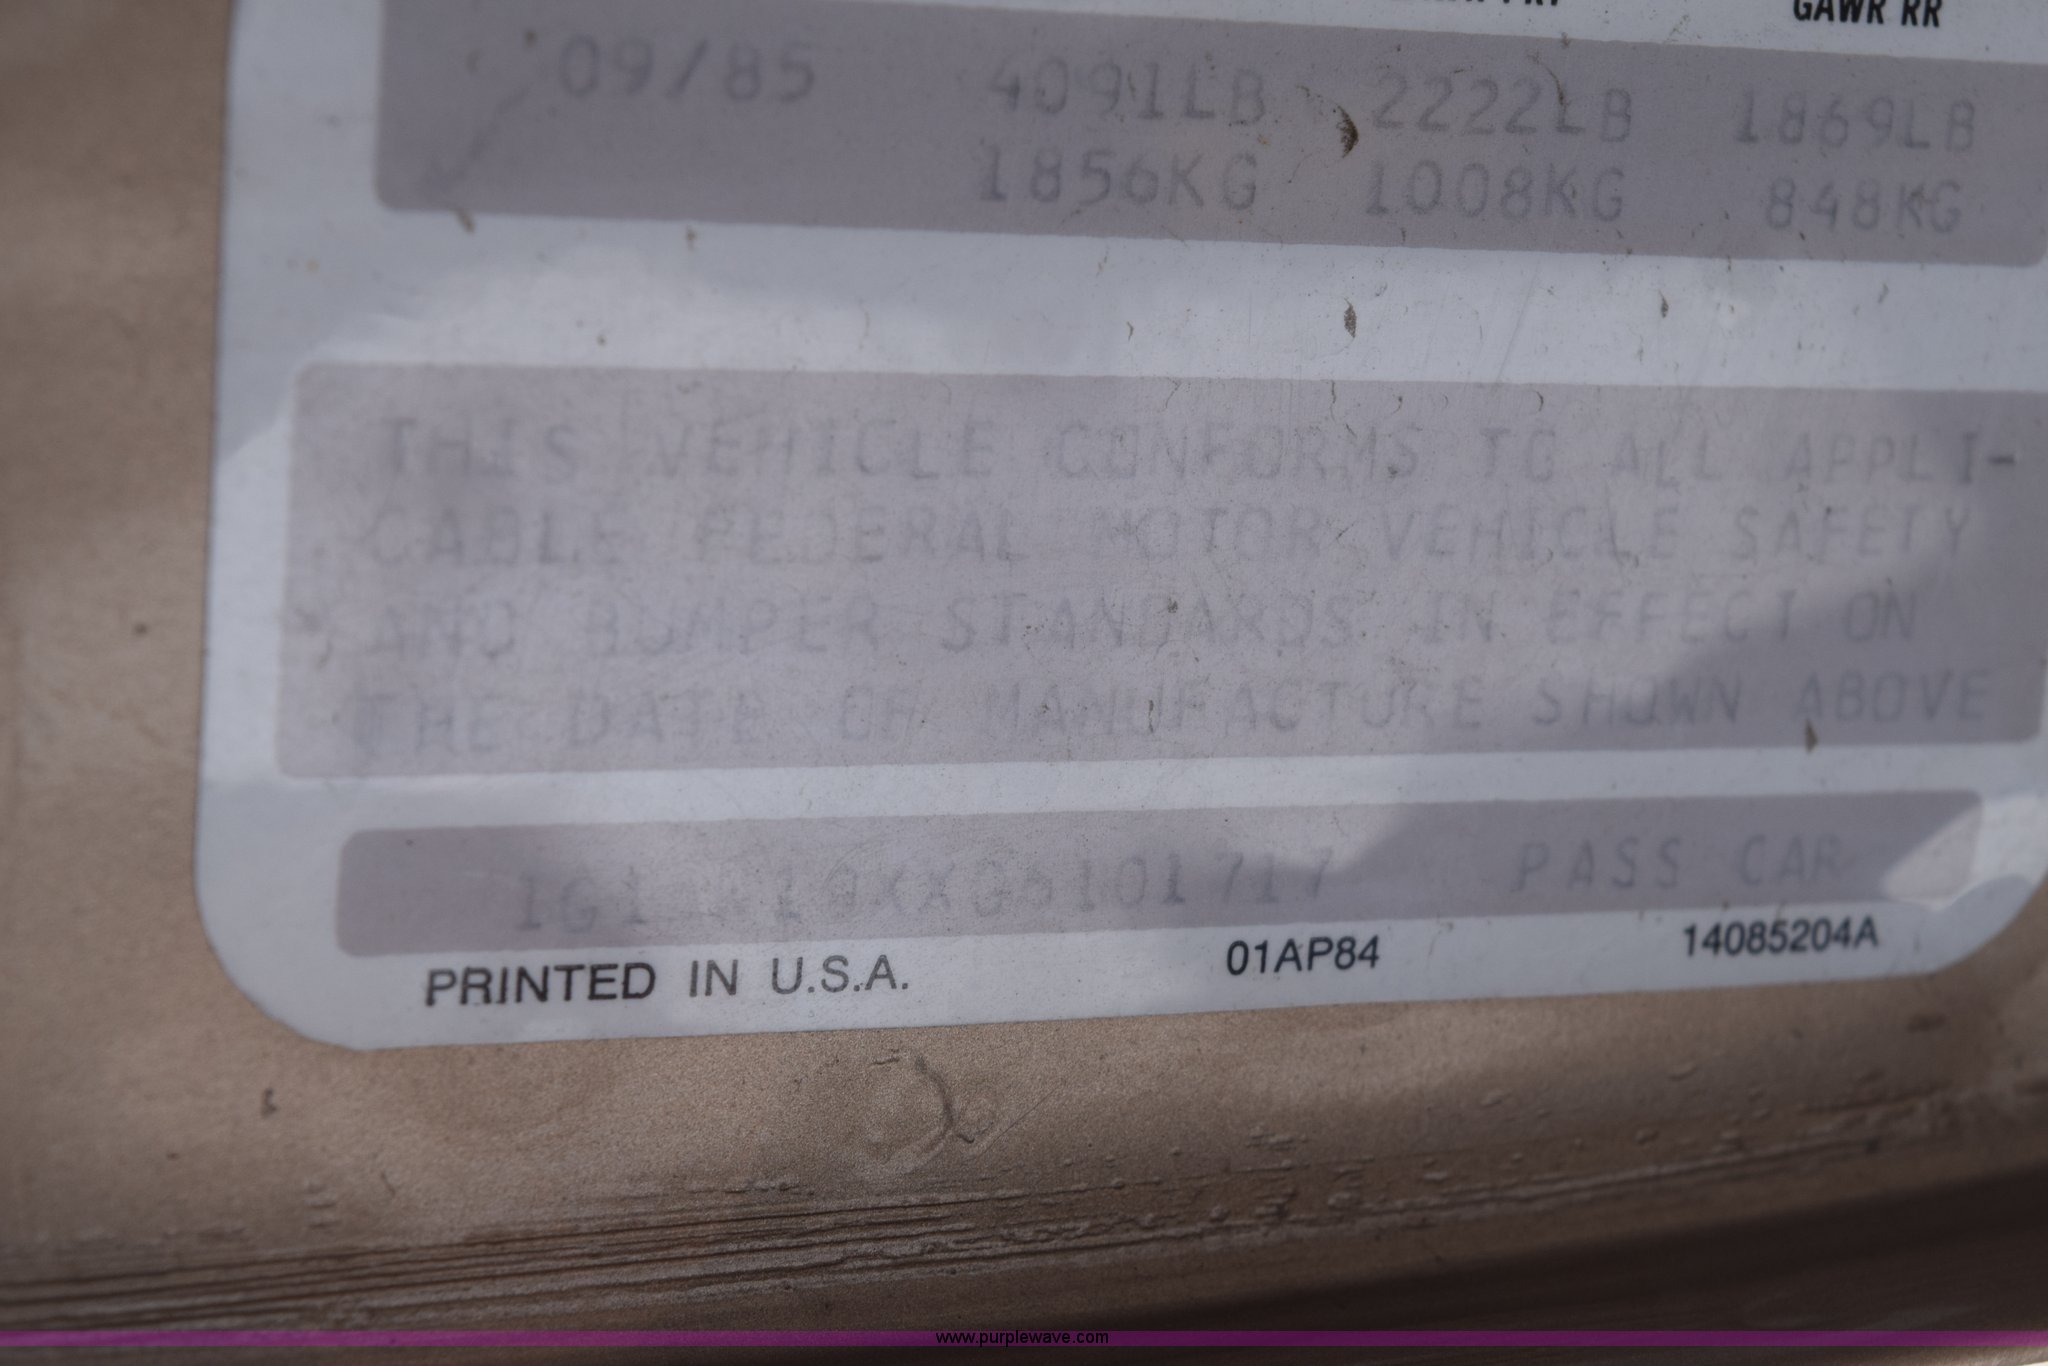 GAWR RR
09/85 4091LB 2222LB 1869LB
1856KG 1008KG 848KG
THIS VEHICLE CONFORMS TO ALL APPLI-
CABLE FEDERAL MOTOR VEHICLE SAFETY
AND BUMPER STANDARDS IN EFFECT ON
THE DATE OF MANUFACTURE SHOWN ABOVE
PASS CAR
PRINTED IN U.S.A. 01AP84 14085204A
www.purplewave.com